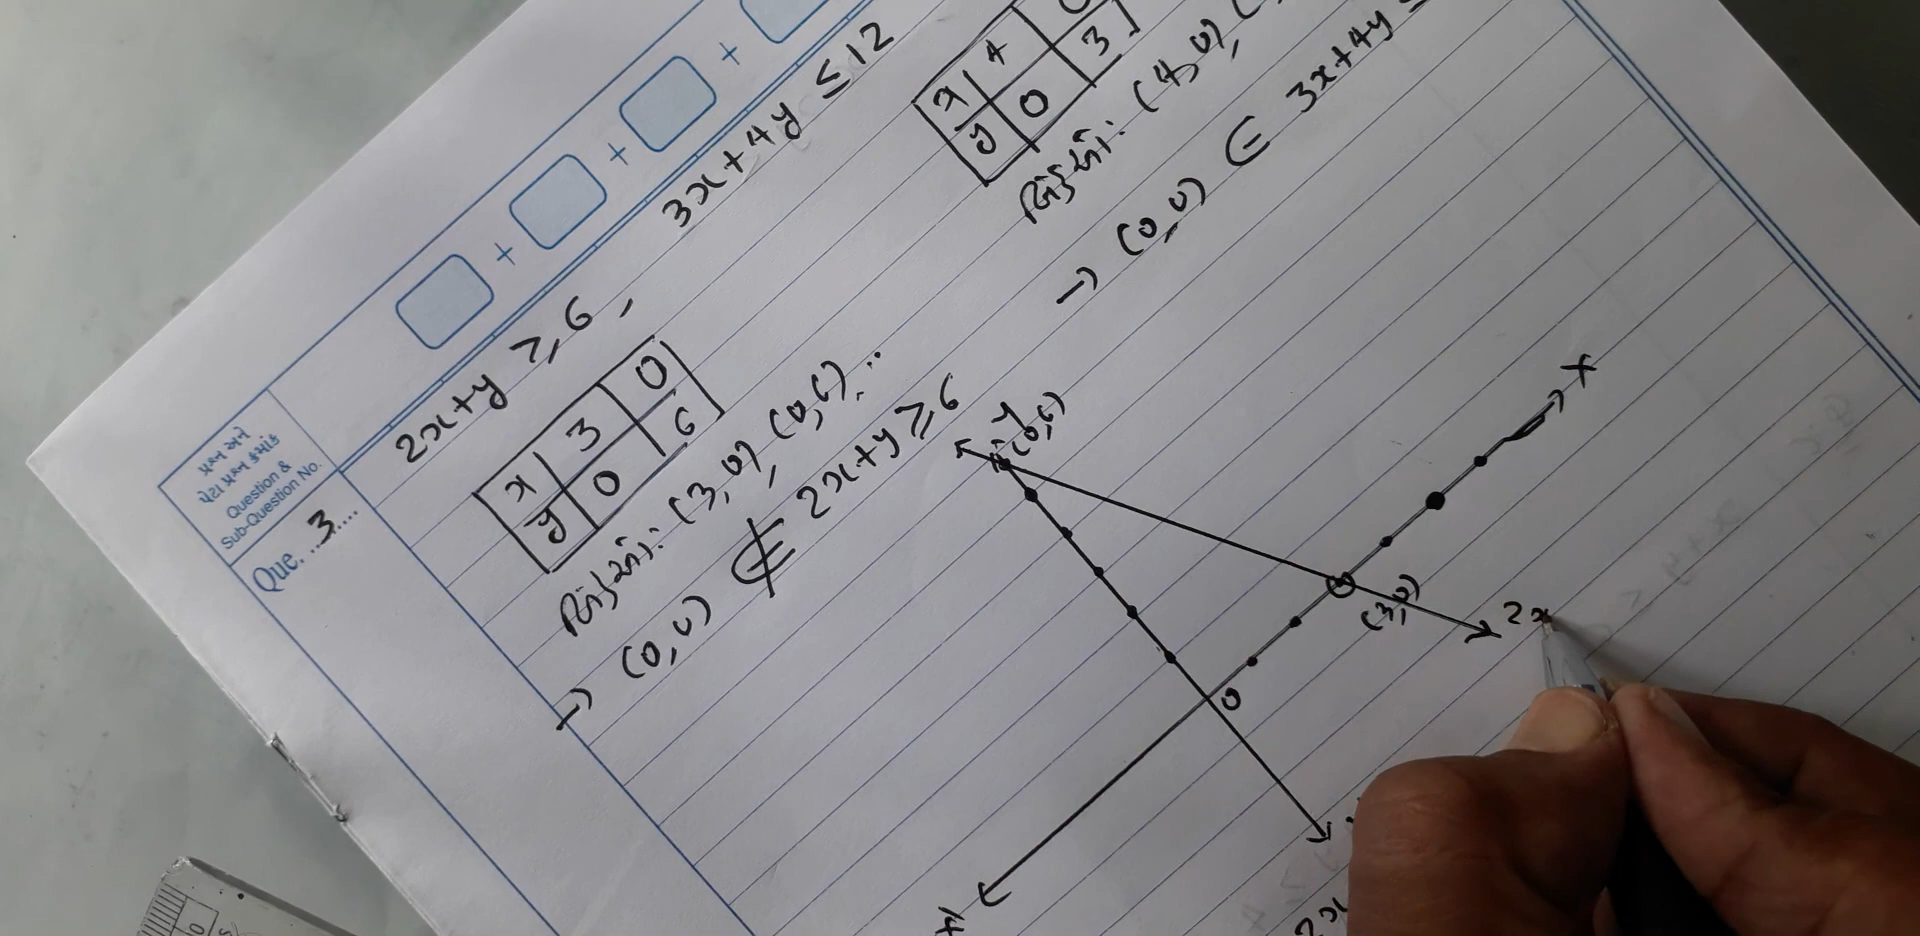 પ્રશ્ન અને
પેટા પ્રશ્ન ક્રમાંક
Question &
Sub-Question No.
Que. ..3....
+ + +
2x+y ≥ 6, 3x+4y ≤ 12
x 3 0
y 0 6
x 4 0
y 0 3
(3,0), (0,6)
(4,0), (
→ (0,0) ∉ 2x+y ≥ 6
→ (0,0) ∈ 3x+4y ≤
y
(0,6)
x
(3,0)
2x
0
x'
2x